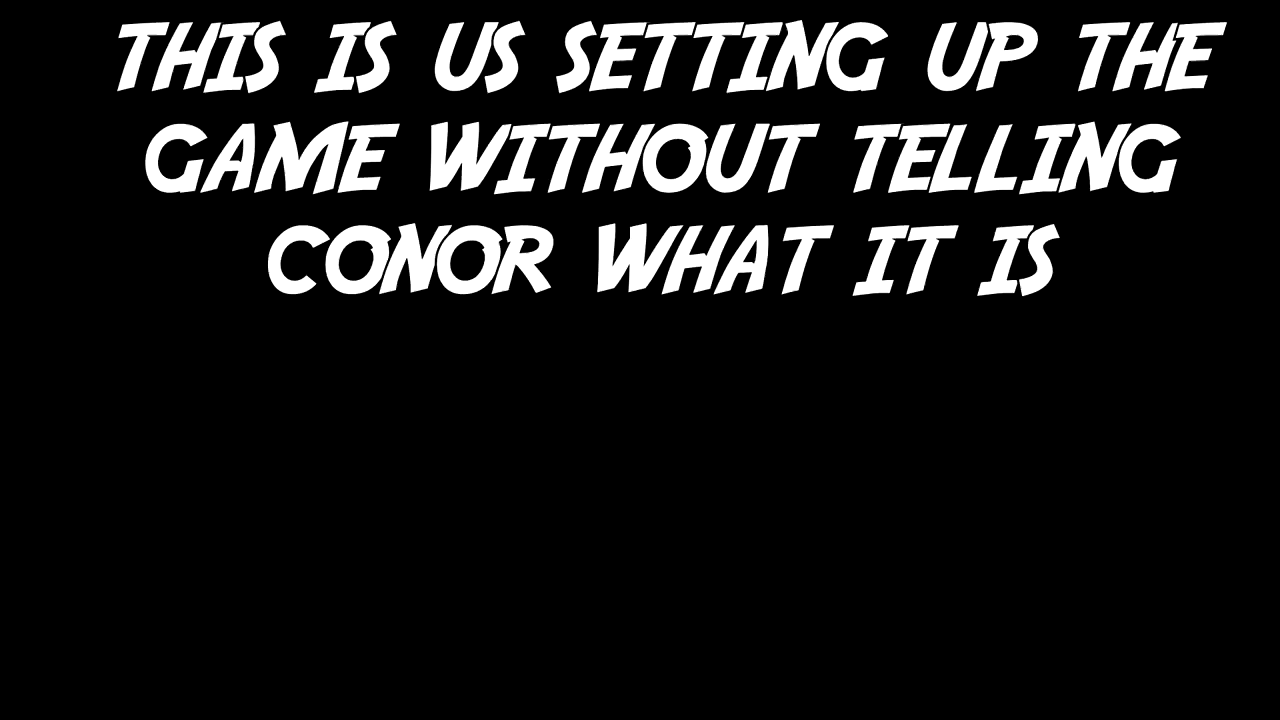 THIS IS US SETTING UP THE
GAME WITHOUT TELLING
CONOR WHAT IT IS